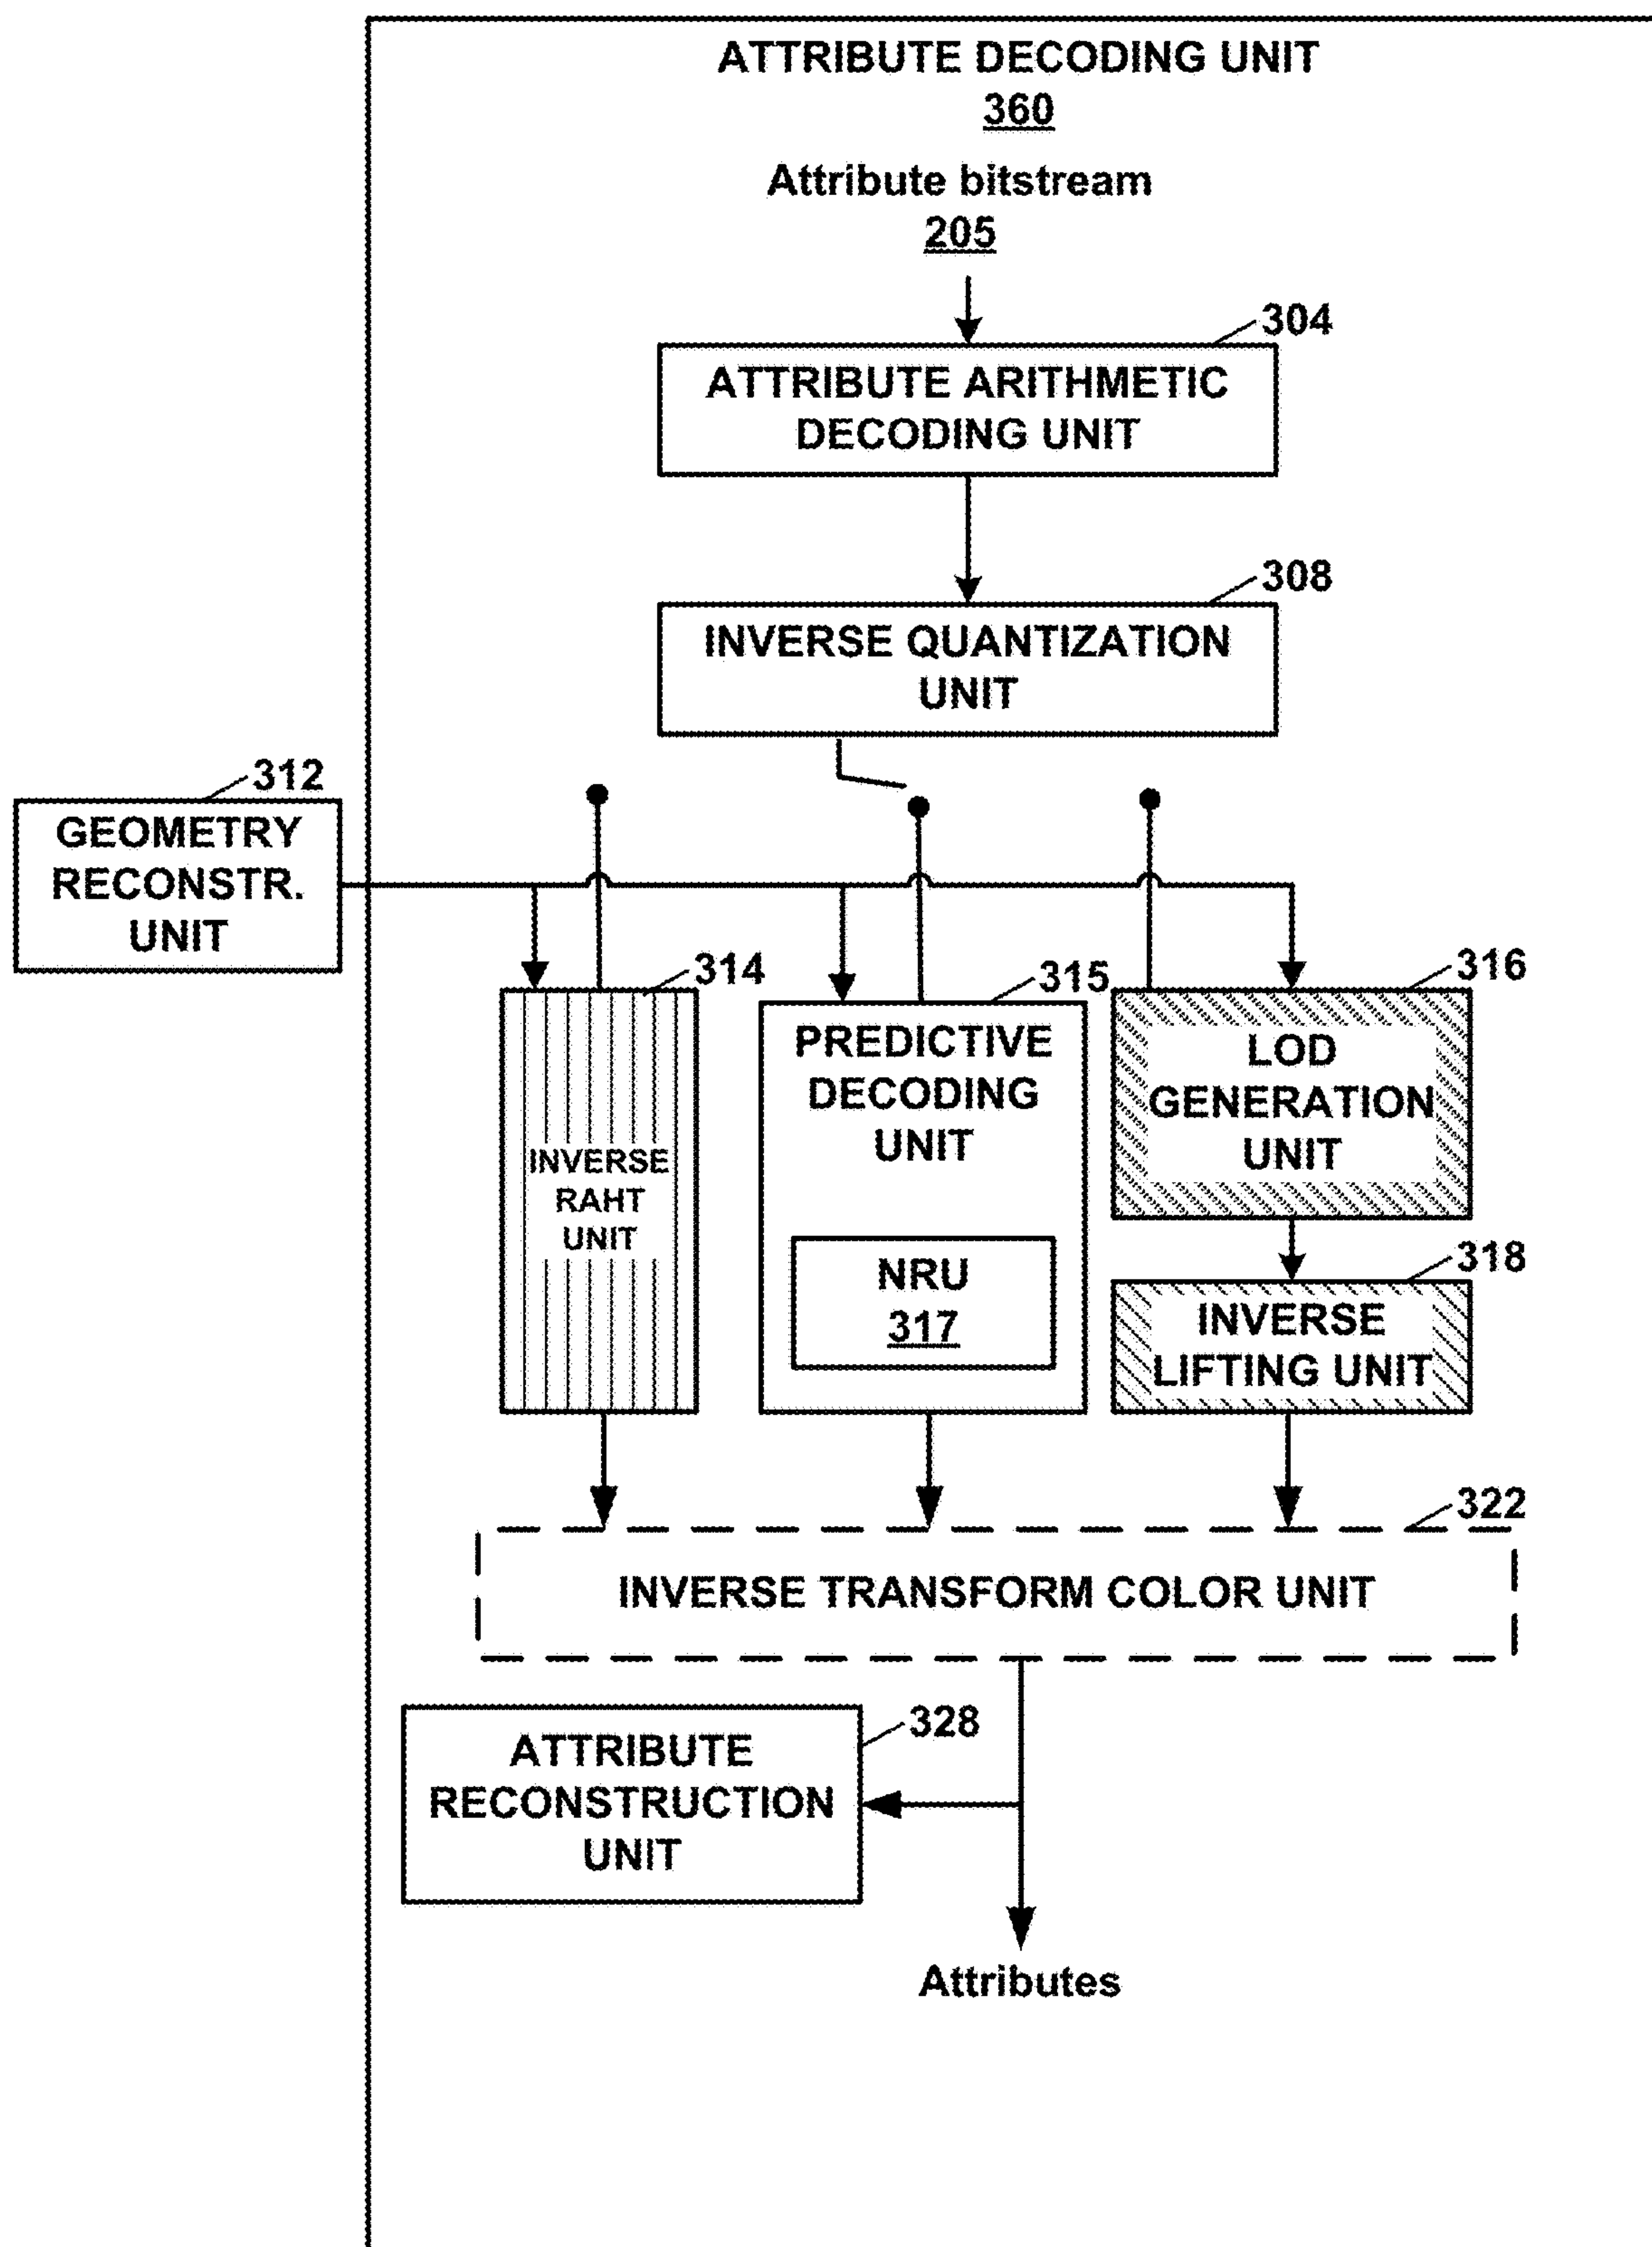 ATTRIBUTE DECODING UNIT
360
Attribute bitstream
205
304
ATTRIBUTE ARITHMETIC
DECODING UNIT
308
INVERSE QUANTIZATION
UNIT
312
GEOMETRY
RECONSTR.
UNIT
314
INVERSE
RAHT
UNIT
315
PREDICTIVE
DECODING
UNIT
NRU
317
316
LOD
GENERATION
UNIT
318
INVERSE
LIFTING UNIT
322
INVERSE TRANSFORM COLOR UNIT
328
ATTRIBUTE
RECONSTRUCTION
UNIT
Attributes